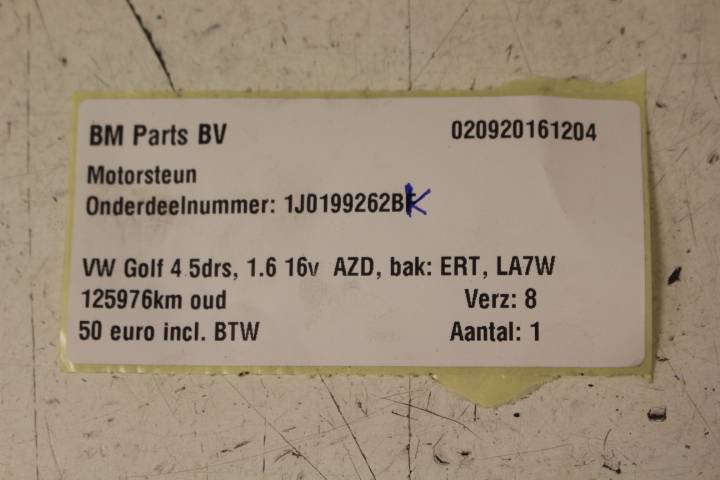 BM Parts BV 020920161204
Motorsteun
Onderdeelnummer: 1J0199262BK
VW Golf 4 5drs, 1.6 16v AZD, bak: ERT, LA7W
125976km oud Verz: 8
50 euro incl. BTW Aantal: 1